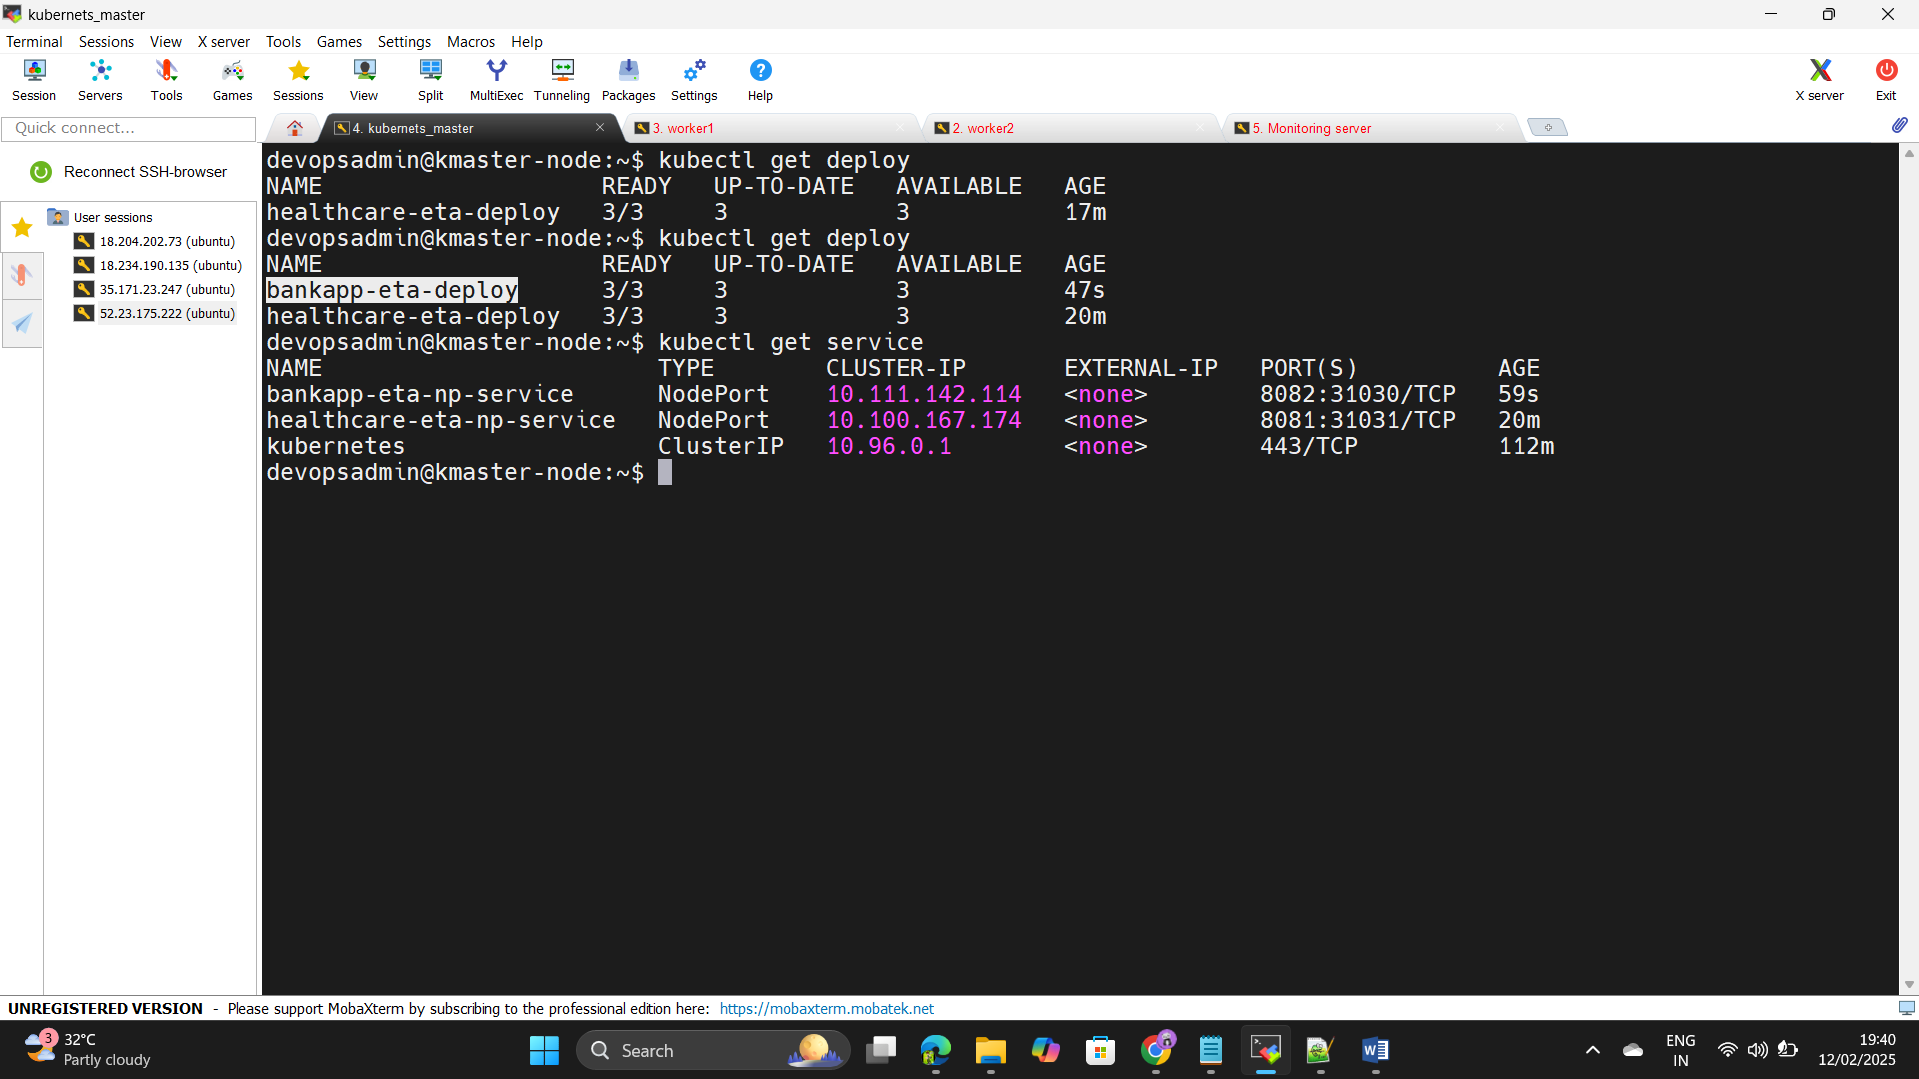 kubernets_master
Terminal Sessions View X server Tools Games Settings Macros Help
Session Servers Tools Games Sessions View Split MultiExec Tunneling Packages Settings Help X server Exit
Quick connect... 4. kubernets_master 3. worker1 2. worker2 5. Monitoring server
Reconnect SSH-browser
User sessions
18.204.202.73 (ubuntu)
18.234.190.135 (ubuntu)
35.171.23.247 (ubuntu)
52.23.175.222 (ubuntu)
devopsadmin@kmaster-node:~$ kubectl get deploy
NAME READY UP-TO-DATE AVAILABLE AGE
healthcare-eta-deploy 3/3 3 3 17m
devopsadmin@kmaster-node:~$ kubectl get deploy
NAME READY UP-TO-DATE AVAILABLE AGE
bankapp-eta-deploy 3/3 3 3 47s
healthcare-eta-deploy 3/3 3 3 20m
devopsadmin@kmaster-node:~$ kubectl get service
NAME TYPE CLUSTER-IP EXTERNAL-IP PORT(S) AGE
bankapp-eta-np-service NodePort 10.111.142.114 <none> 8082:31030/TCP 59s
healthcare-eta-np-service NodePort 10.100.167.174 <none> 8081:31031/TCP 20m
kubernetes ClusterIP 10.96.0.1 <none> 443/TCP 112m
devopsadmin@kmaster-node:~$
UNREGISTERED VERSION - Please support MobaXterm by subscribing to the professional edition here: https://mobaxterm.mobatek.net
3 32°C
Partly cloudy
Search
ENG
IN
19:40
12/02/2025